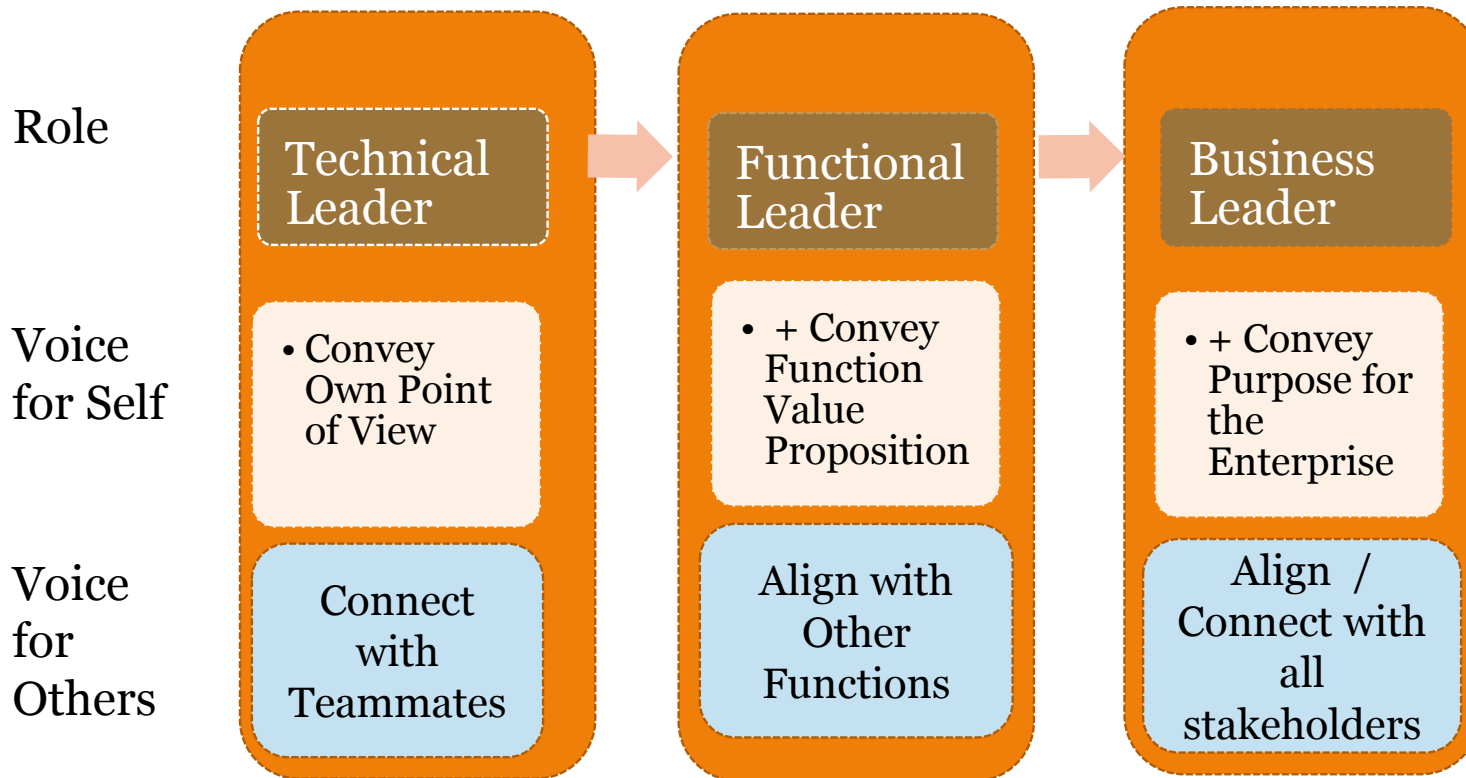 Role
Technical
Leader
Functional
Leader
Business
Leader
Voice
for Self
• Convey
Own Point
of View
• + Convey
Function
Value
Proposition
• + Convey
Purpose for
the
Enterprise
Voice
for
Others
Connect
with
Teammates
Align with
Other
Functions
Align /
Connect with
all
stakeholders